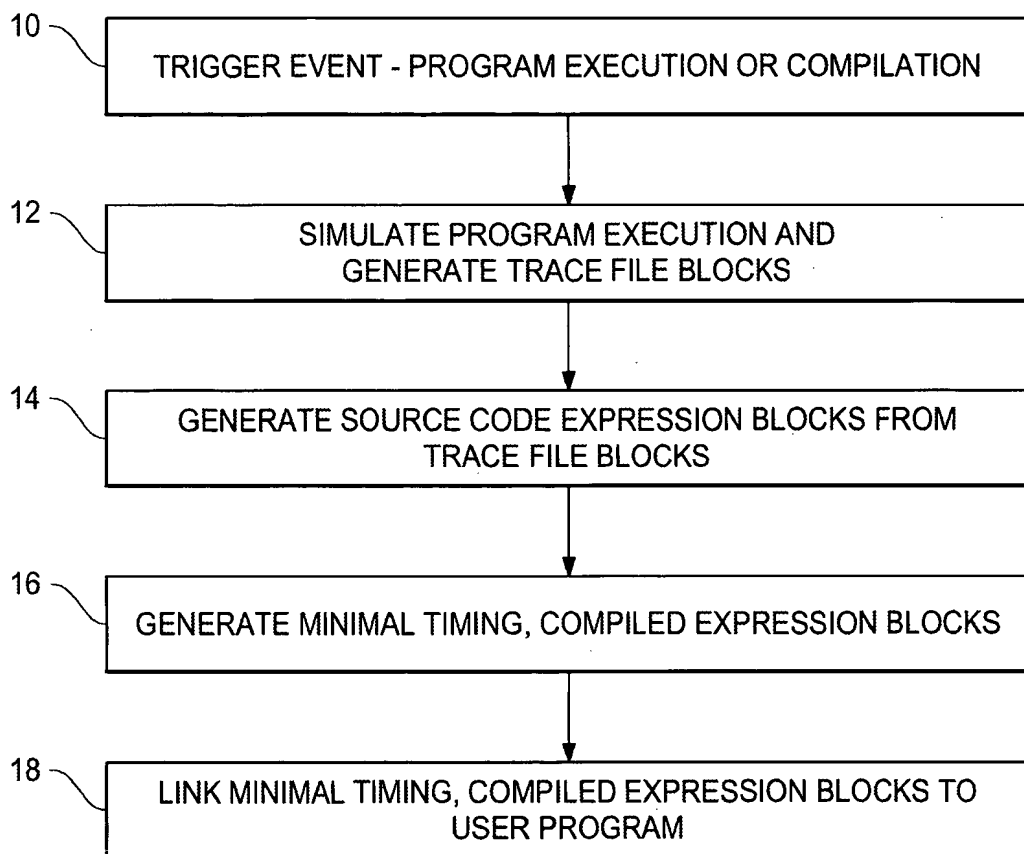 10
TRIGGER EVENT - PROGRAM EXECUTION OR COMPILATION
12
SIMULATE PROGRAM EXECUTION AND
GENERATE TRACE FILE BLOCKS
14
GENERATE SOURCE CODE EXPRESSION BLOCKS FROM
TRACE FILE BLOCKS
16
GENERATE MINIMAL TIMING, COMPILED EXPRESSION BLOCKS
18
LINK MINIMAL TIMING, COMPILED EXPRESSION BLOCKS TO
USER PROGRAM